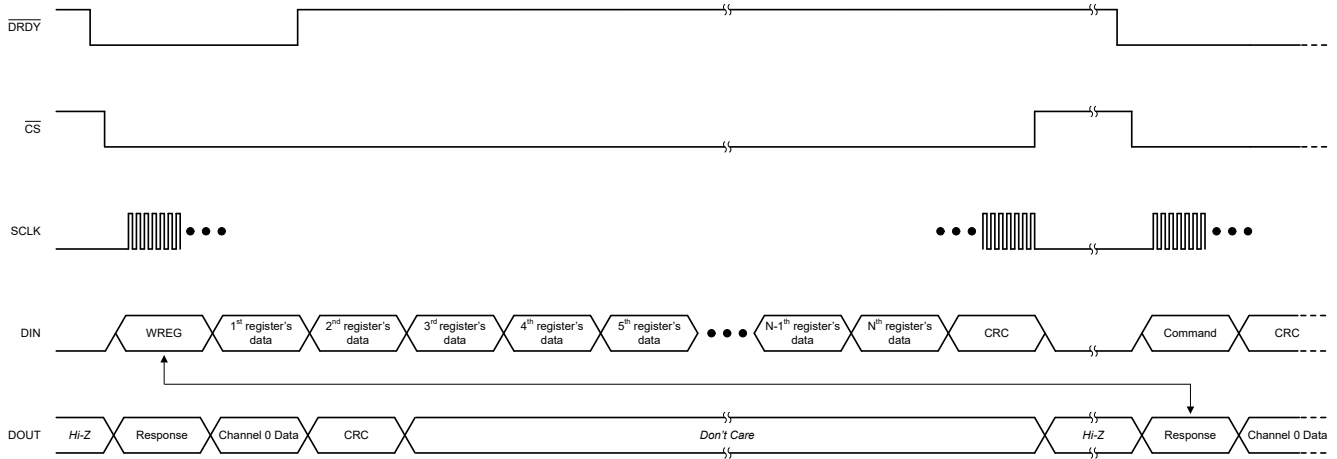 DRDY
CS
SCLK
DIN
WREG
1st register's
data
2nd register's
data
3rd register's
data
4th register's
data
5th register's
data
N-1th register's
data
Nth register's
data
CRC
Command
CRC
DOUT
Hi-Z
Response
Channel 0 Data
CRC
Don't Care
Hi-Z
Response
Channel 0 Data